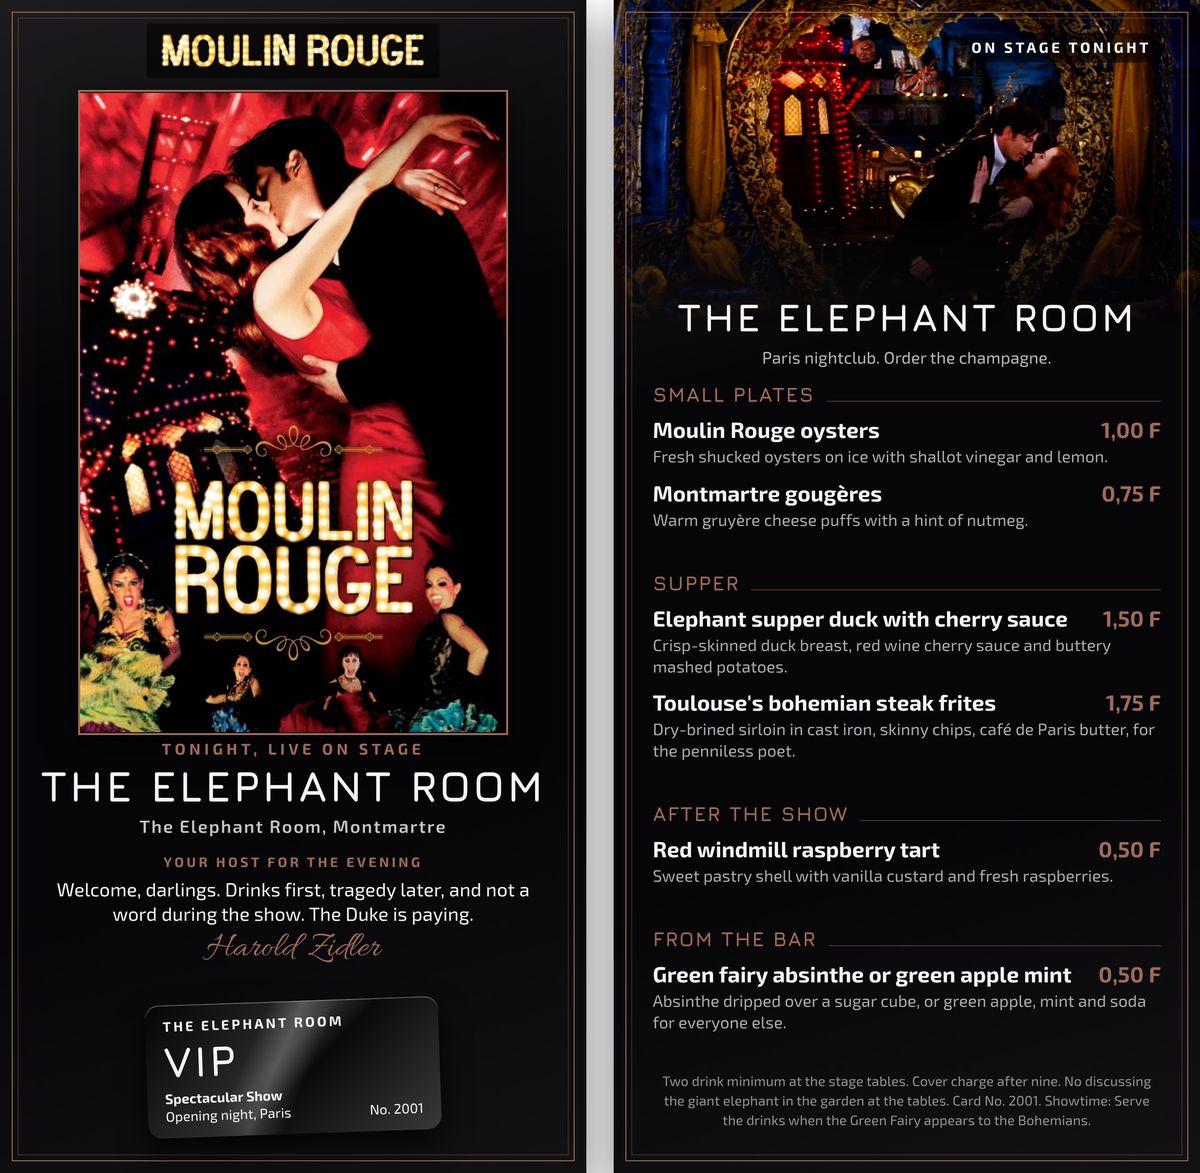 MOULIN ROUGE
MOULIN
ROUGE
TONIGHT, LIVE ON STAGE
THE ELEPHANT ROOM
The Elephant Room, Montmartre
YOUR HOST FOR THE EVENING
Welcome, darlings. Drinks first, tragedy later, and not a
word during the show. The Duke is paying.
Harold Zidler
THE ELEPHANT ROOM
VIP
Spectacular Show
Opening night, Paris
No. 2001
ON STAGE TONIGHT
THE ELEPHANT ROOM
Paris nightclub. Order the champagne.
SMALL PLATES
Moulin Rouge oysters 1,00 F
Fresh shucked oysters on ice with shallot vinegar and lemon.
Montmartre gougères 0,75 F
Warm gruyère cheese puffs with a hint of nutmeg.
SUPPER
Elephant supper duck with cherry sauce 1,50 F
Crisp-skinned duck breast, red wine cherry sauce and buttery
mashed potatoes.
Toulouse's bohemian steak frites 1,75 F
Dry-brined sirloin in cast iron, skinny chips, café de Paris butter, for
the penniless poet.
AFTER THE SHOW
Red windmill raspberry tart 0,50 F
Sweet pastry shell with vanilla custard and fresh raspberries.
FROM THE BAR
Green fairy absinthe or green apple mint 0,50 F
Absinthe dripped over a sugar cube, or green apple, mint and soda
for everyone else.
Two drink minimum at the stage tables. Cover charge after nine. No discussing
the giant elephant in the garden at the tables. Card No. 2001. Showtime: Serve
the drinks when the Green Fairy appears to the Bohemians.